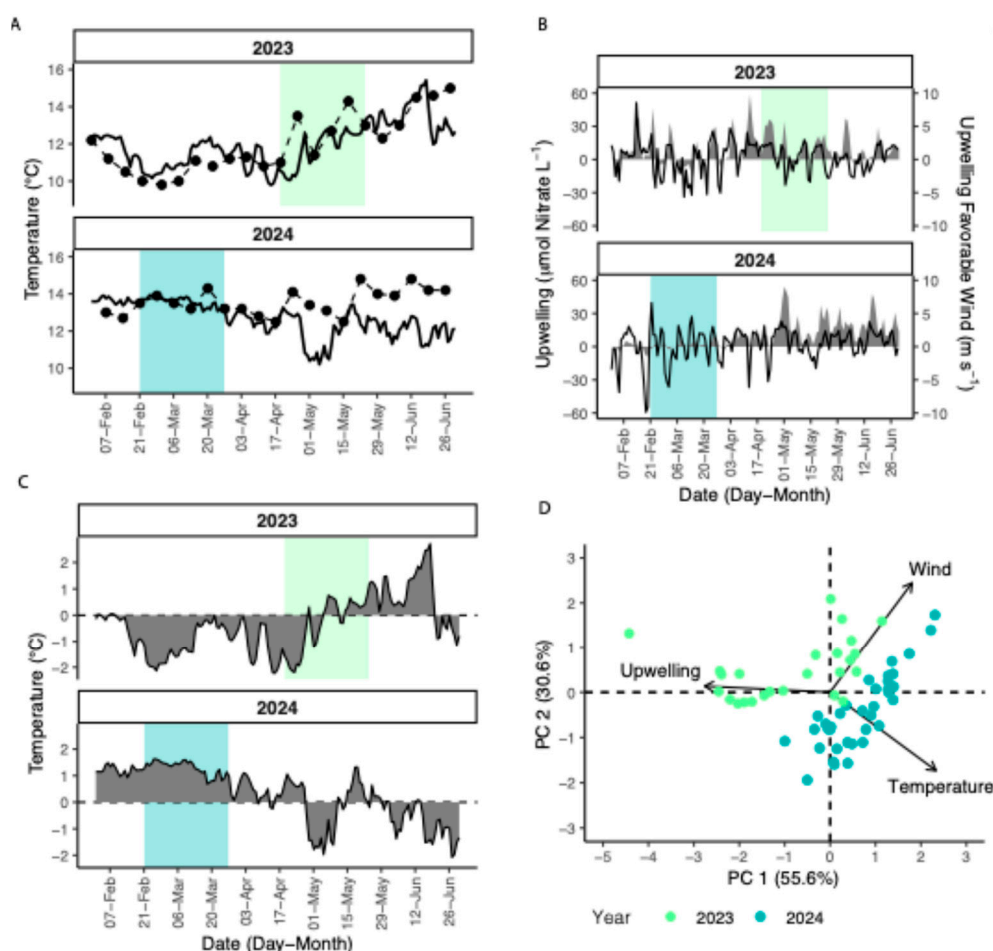 A
2023
16
14
12
10
2024
16
14
12
10
Temperature (°C)
07−Feb
21−Feb
06−Mar
20−Mar
03−Apr
17−Apr
01−May
15−May
29−May
12−Jun
26−Jun
Date (Day−Month)
B
2023
60
30
0
−30
−60
10
5
0
−5
−10
2024
60
30
0
−30
−60
10
5
0
−5
−10
Upwelling (μmol Nitrate L⁻¹)
Upwelling Favorable
Wind (m s⁻¹)
07−Feb
21−Feb
06−Mar
20−Mar
03−Apr
17−Apr
01−May
15−May
29−May
12−Jun
26−Jun
Date (Day−Month)
C
2023
2
1
0
−1
−2
2024
2
1
0
−1
−2
Temperature (°C)
07−Feb
21−Feb
06−Mar
20−Mar
03−Apr
17−Apr
01−May
15−May
29−May
12−Jun
26−Jun
Date (Day−Month)
D
3
2
1
0
−1
−2
−3
PC 2 (30.6%)
Wind
Upwelling
Temperature
−5
−4
−3
−2
−1
0
1
2
3
PC 1 (55.6%)
Year
2023
2024